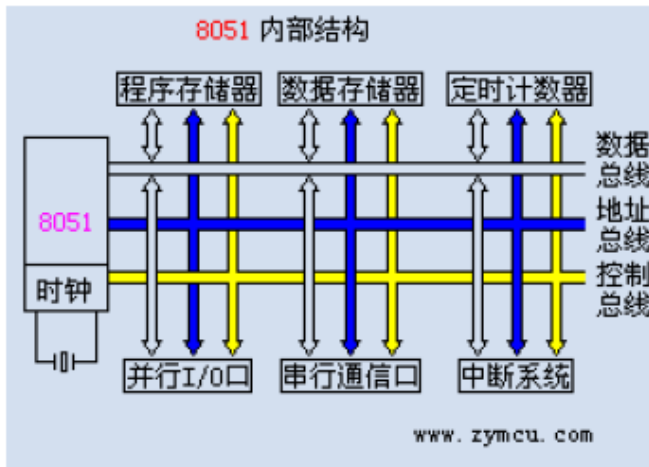 8051 内部结构
程序存储器 数据存储器 定时计数器
数据
总线
8051
地址
总线
时钟
控制
总线
并行I/O口 串行通信口 中断系统
www.zymcu.com